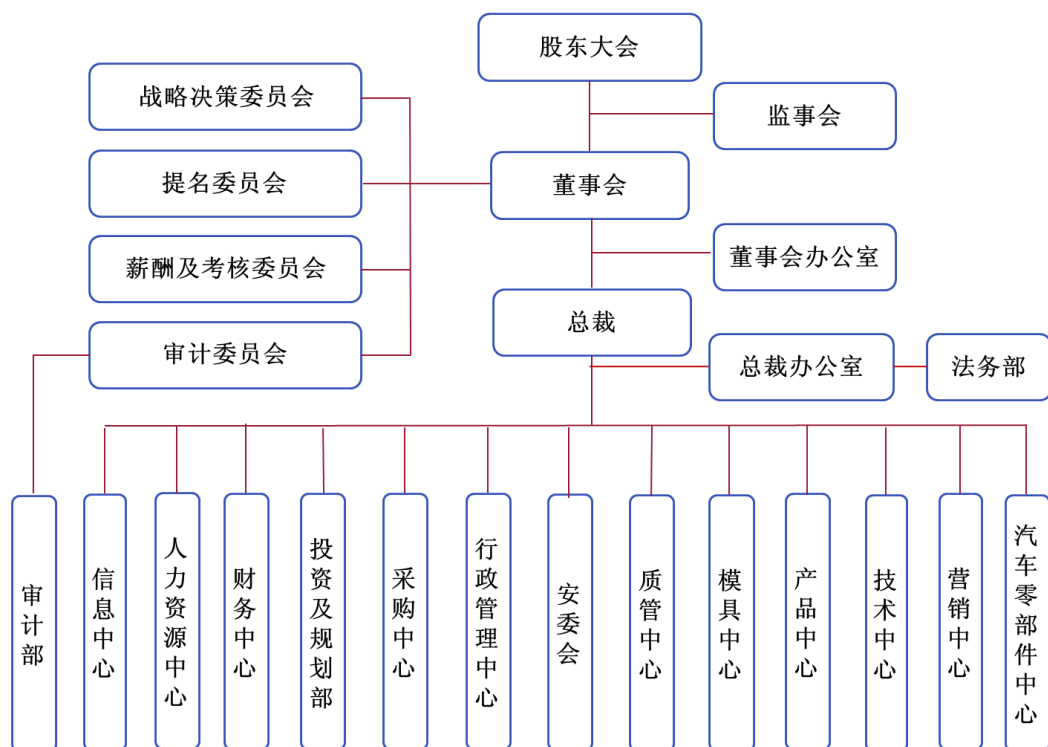 股东大会
战略决策委员会
监事会
提名委员会
董事会
薪酬及考核委员会
董事会办公室
总裁
审计委员会
总裁办公室
法务部
审计部
信息中心
人力资源中心
财务中心
投资及规划部
采购中心
行政管理中心
安委会
质管中心
模具中心
产品中心
技术中心
营销中心
汽车零部件中心